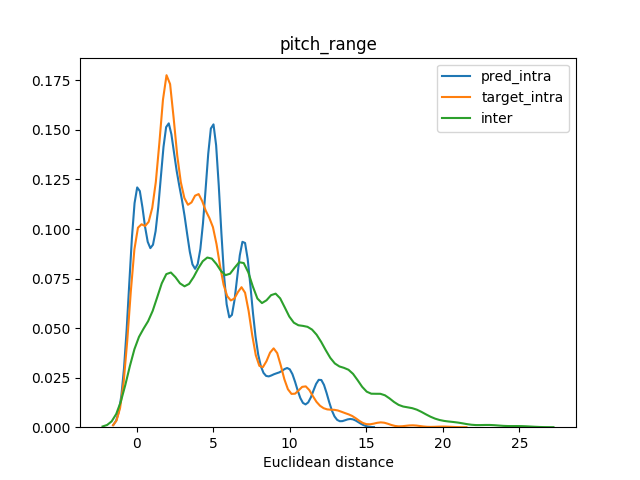 pitch_range
pred_intra
target_intra
inter
0.175
0.150
0.125
0.100
0.075
0.050
0.025
0.000
0 5 10 15 20 25
Euclidean distance